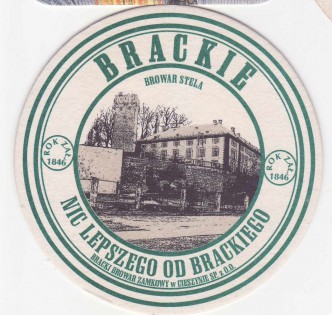 BRACKIE
BROWAR STELA
ROK ZAŁ.
1846
ROK ZAŁ.
1846
NIC LEPSZEGO OD BRACKIEGO
BRACKI BROWAR ZAMKOWY w CIESZYNIE SP. z O.O.